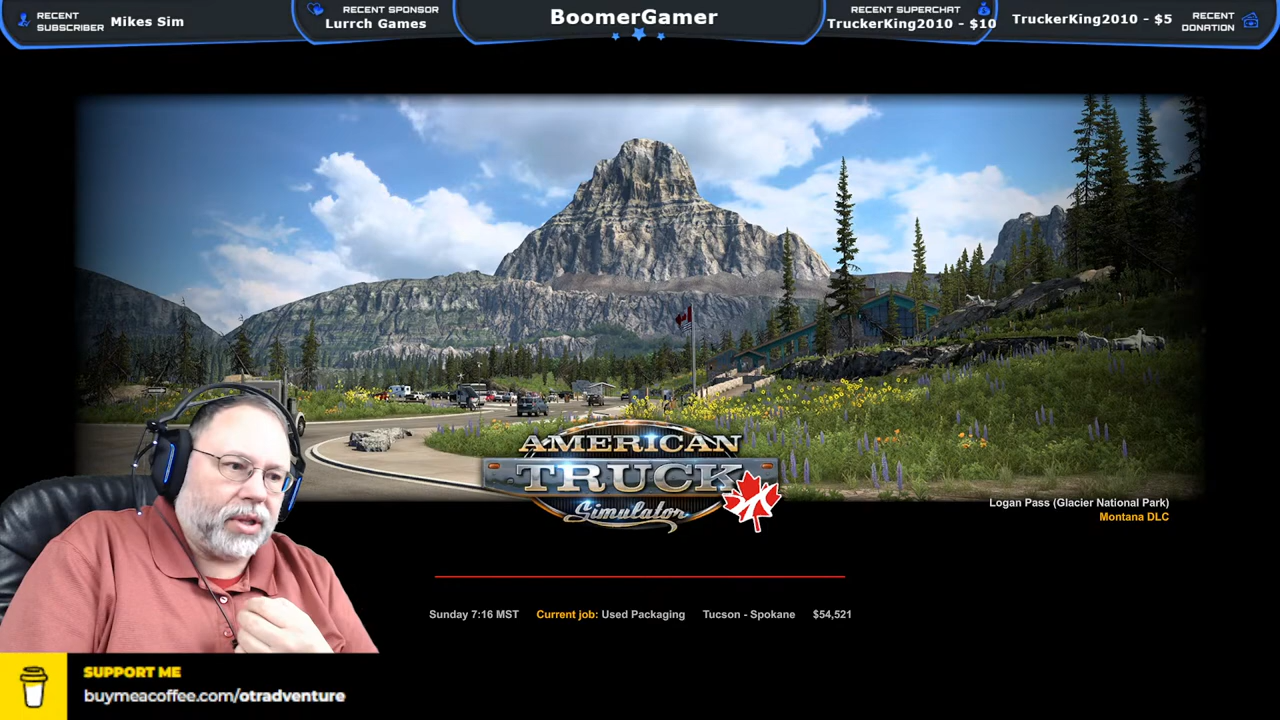 RECENT
SUBSCRIBER
Mikes Sim
RECENT SPONSOR
Lurrch Games
BoomerGamer
RECENT SUPERCHAT
TruckerKing2010 - $10
TruckerKing2010 - $5
RECENT
DONATION
AMERICAN
TRUCK
Simulator
Logan Pass (Glacier National Park)
Montana DLC
Sunday 7:16 MST Current job: Used Packaging Tucson - Spokane $54,521
SUPPORT ME
buymeacoffee.com/otradventure